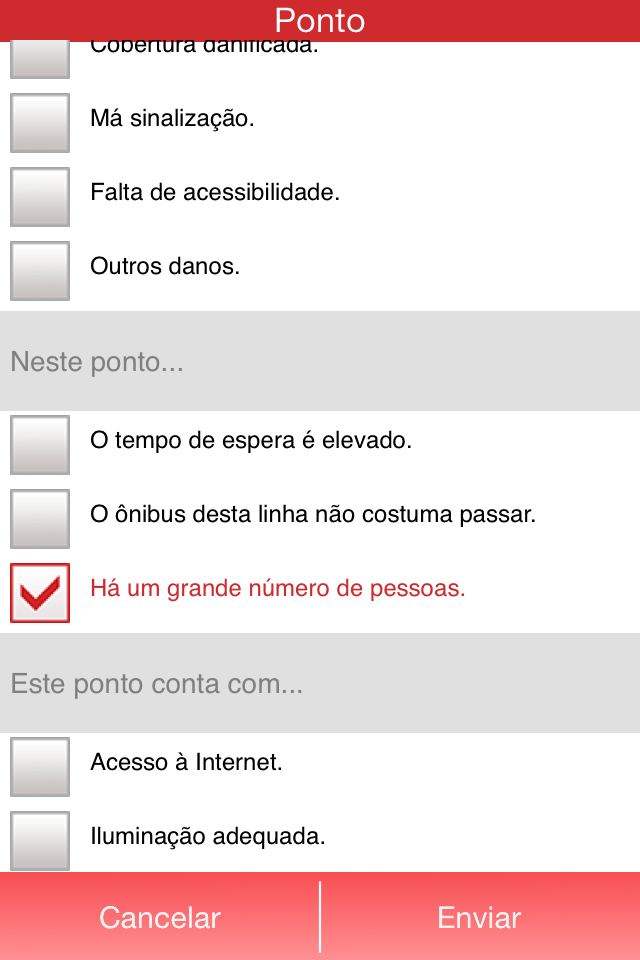 Ponto
Cobertura danificada.
Má sinalização.
Falta de acessibilidade.
Outros danos.
Neste ponto...
O tempo de espera é elevado.
O ônibus desta linha não costuma passar.
Há um grande número de pessoas.
Este ponto conta com...
Acesso à Internet.
Iluminação adequada.
Cancelar
Enviar